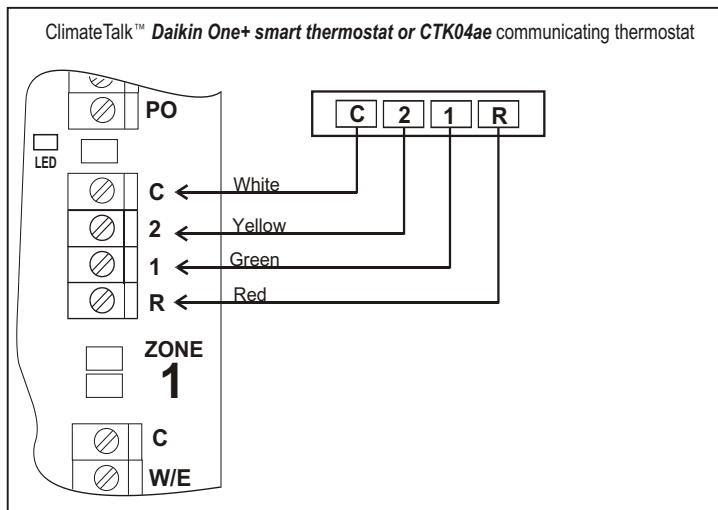 ClimateTalk™ Daikin One+ smart thermostat or CTK04ae communicating thermostat
PO
C 2 1 R
LED
C White
2 Yellow
1 Green
R Red
ZONE
1
C
W/E